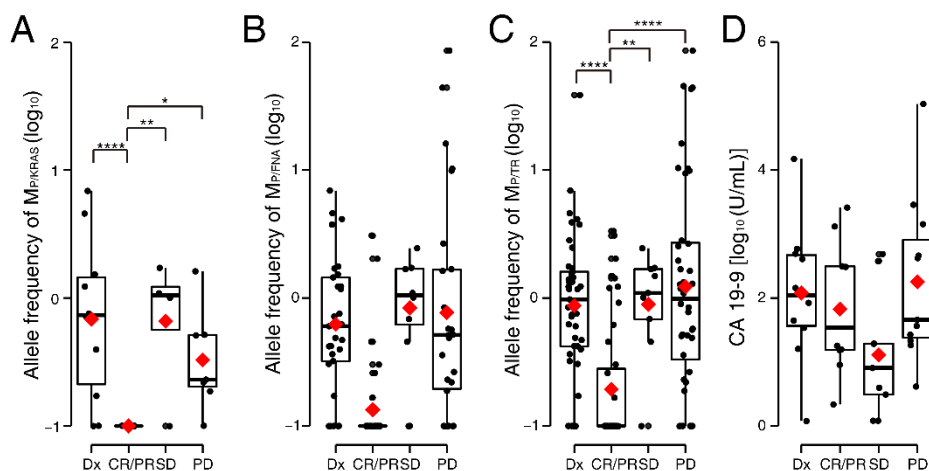 A
B
C
D
Allele frequency of MP/KRAS (log10)
2
1
0
−1
****
**
*
Dx CR/PR SD PD
Allele frequency of MP/FNA (log10)
2
1
0
−1
Dx CR/PR SD PD
Allele frequency of MP/TR (log10)
2
1
0
−1
****
**
****
Dx CR/PR SD PD
CA 19-9 [log10 (U/mL)]
6
4
2
0
Dx CR/PR SD PD